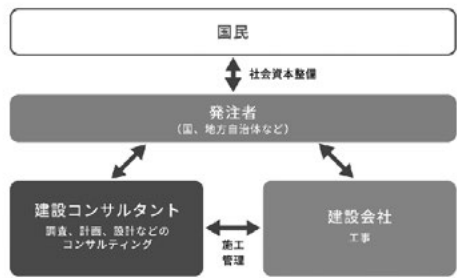 国民
社会資本整備
発注者
（国、地方自治体など）
建設コンサルタント
調査、計画、設計などの
コンサルティング
施工
管理
建設会社
工事